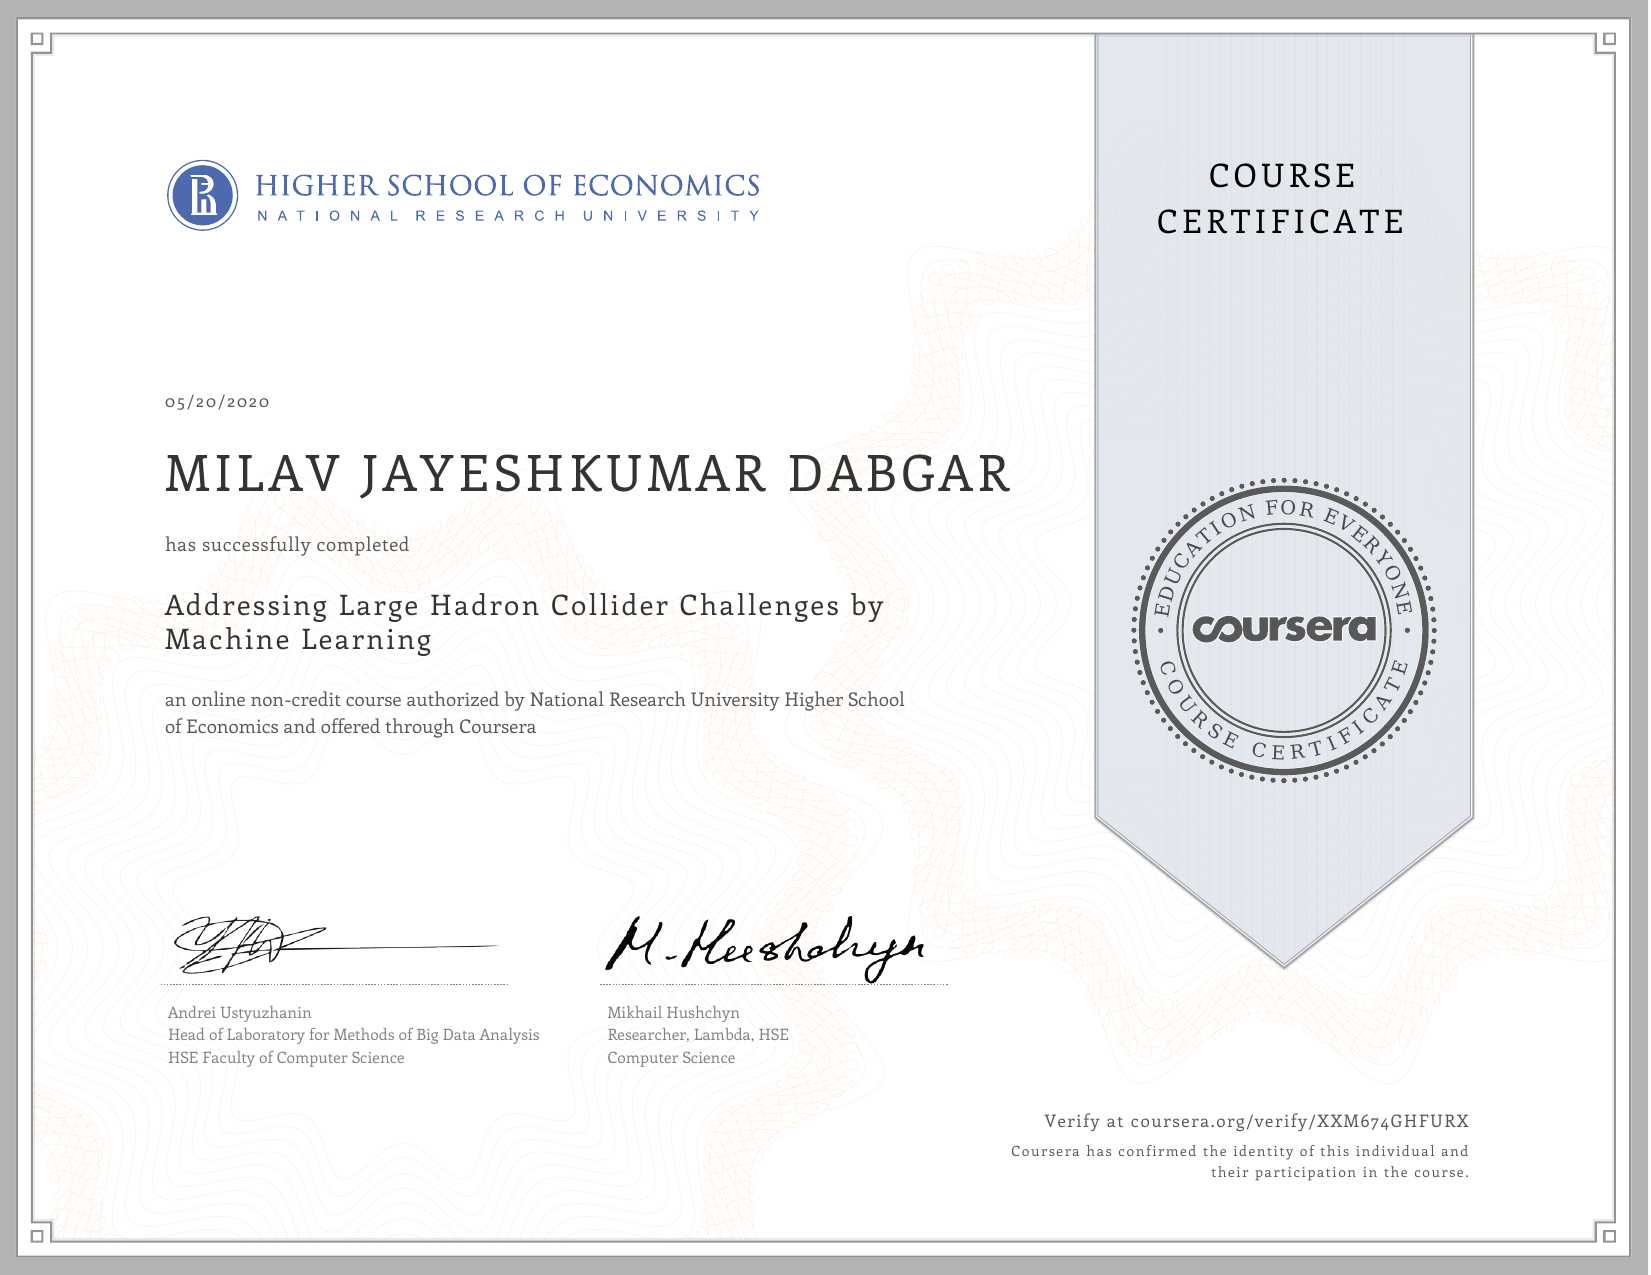 HIGHER SCHOOL OF ECONOMICS
NATIONAL RESEARCH UNIVERSITY
COURSE
CERTIFICATE
05/20/2020
MILAV JAYESHKUMAR DABGAR
has successfully completed
Addressing Large Hadron Collider Challenges by
Machine Learning
an online non-credit course authorized by National Research University Higher School
of Economics and offered through Coursera
EDUCATION FOR EVERYONE
coursera
COURSE CERTIFICATE
M. Hushchyn
Andrei Ustyuzhanin
Head of Laboratory for Methods of Big Data Analysis
HSE Faculty of Computer Science
Mikhail Hushchyn
Researcher, Lambda, HSE
Computer Science
Verify at coursera.org/verify/XXM674GHFURX
Coursera has confirmed the identity of this individual and
their participation in the course.